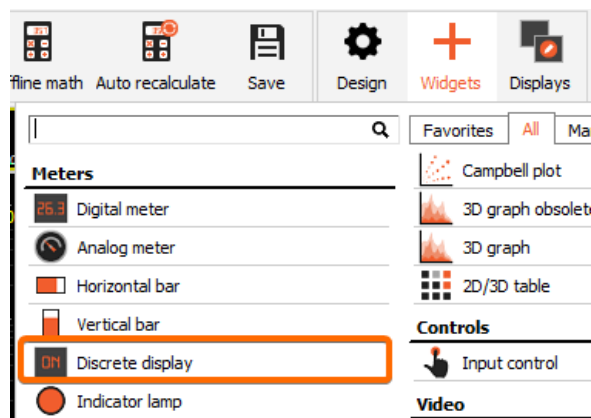 ffline math Auto recalculate Save Design Widgets Displays
Favorites All Ma
Meters
26.3 Digital meter
Analog meter
Horizontal bar
Vertical bar
ON Discrete display
Indicator lamp
Campbell plot
3D graph obsolete
3D graph
2D/3D table
Controls
Input control
Video